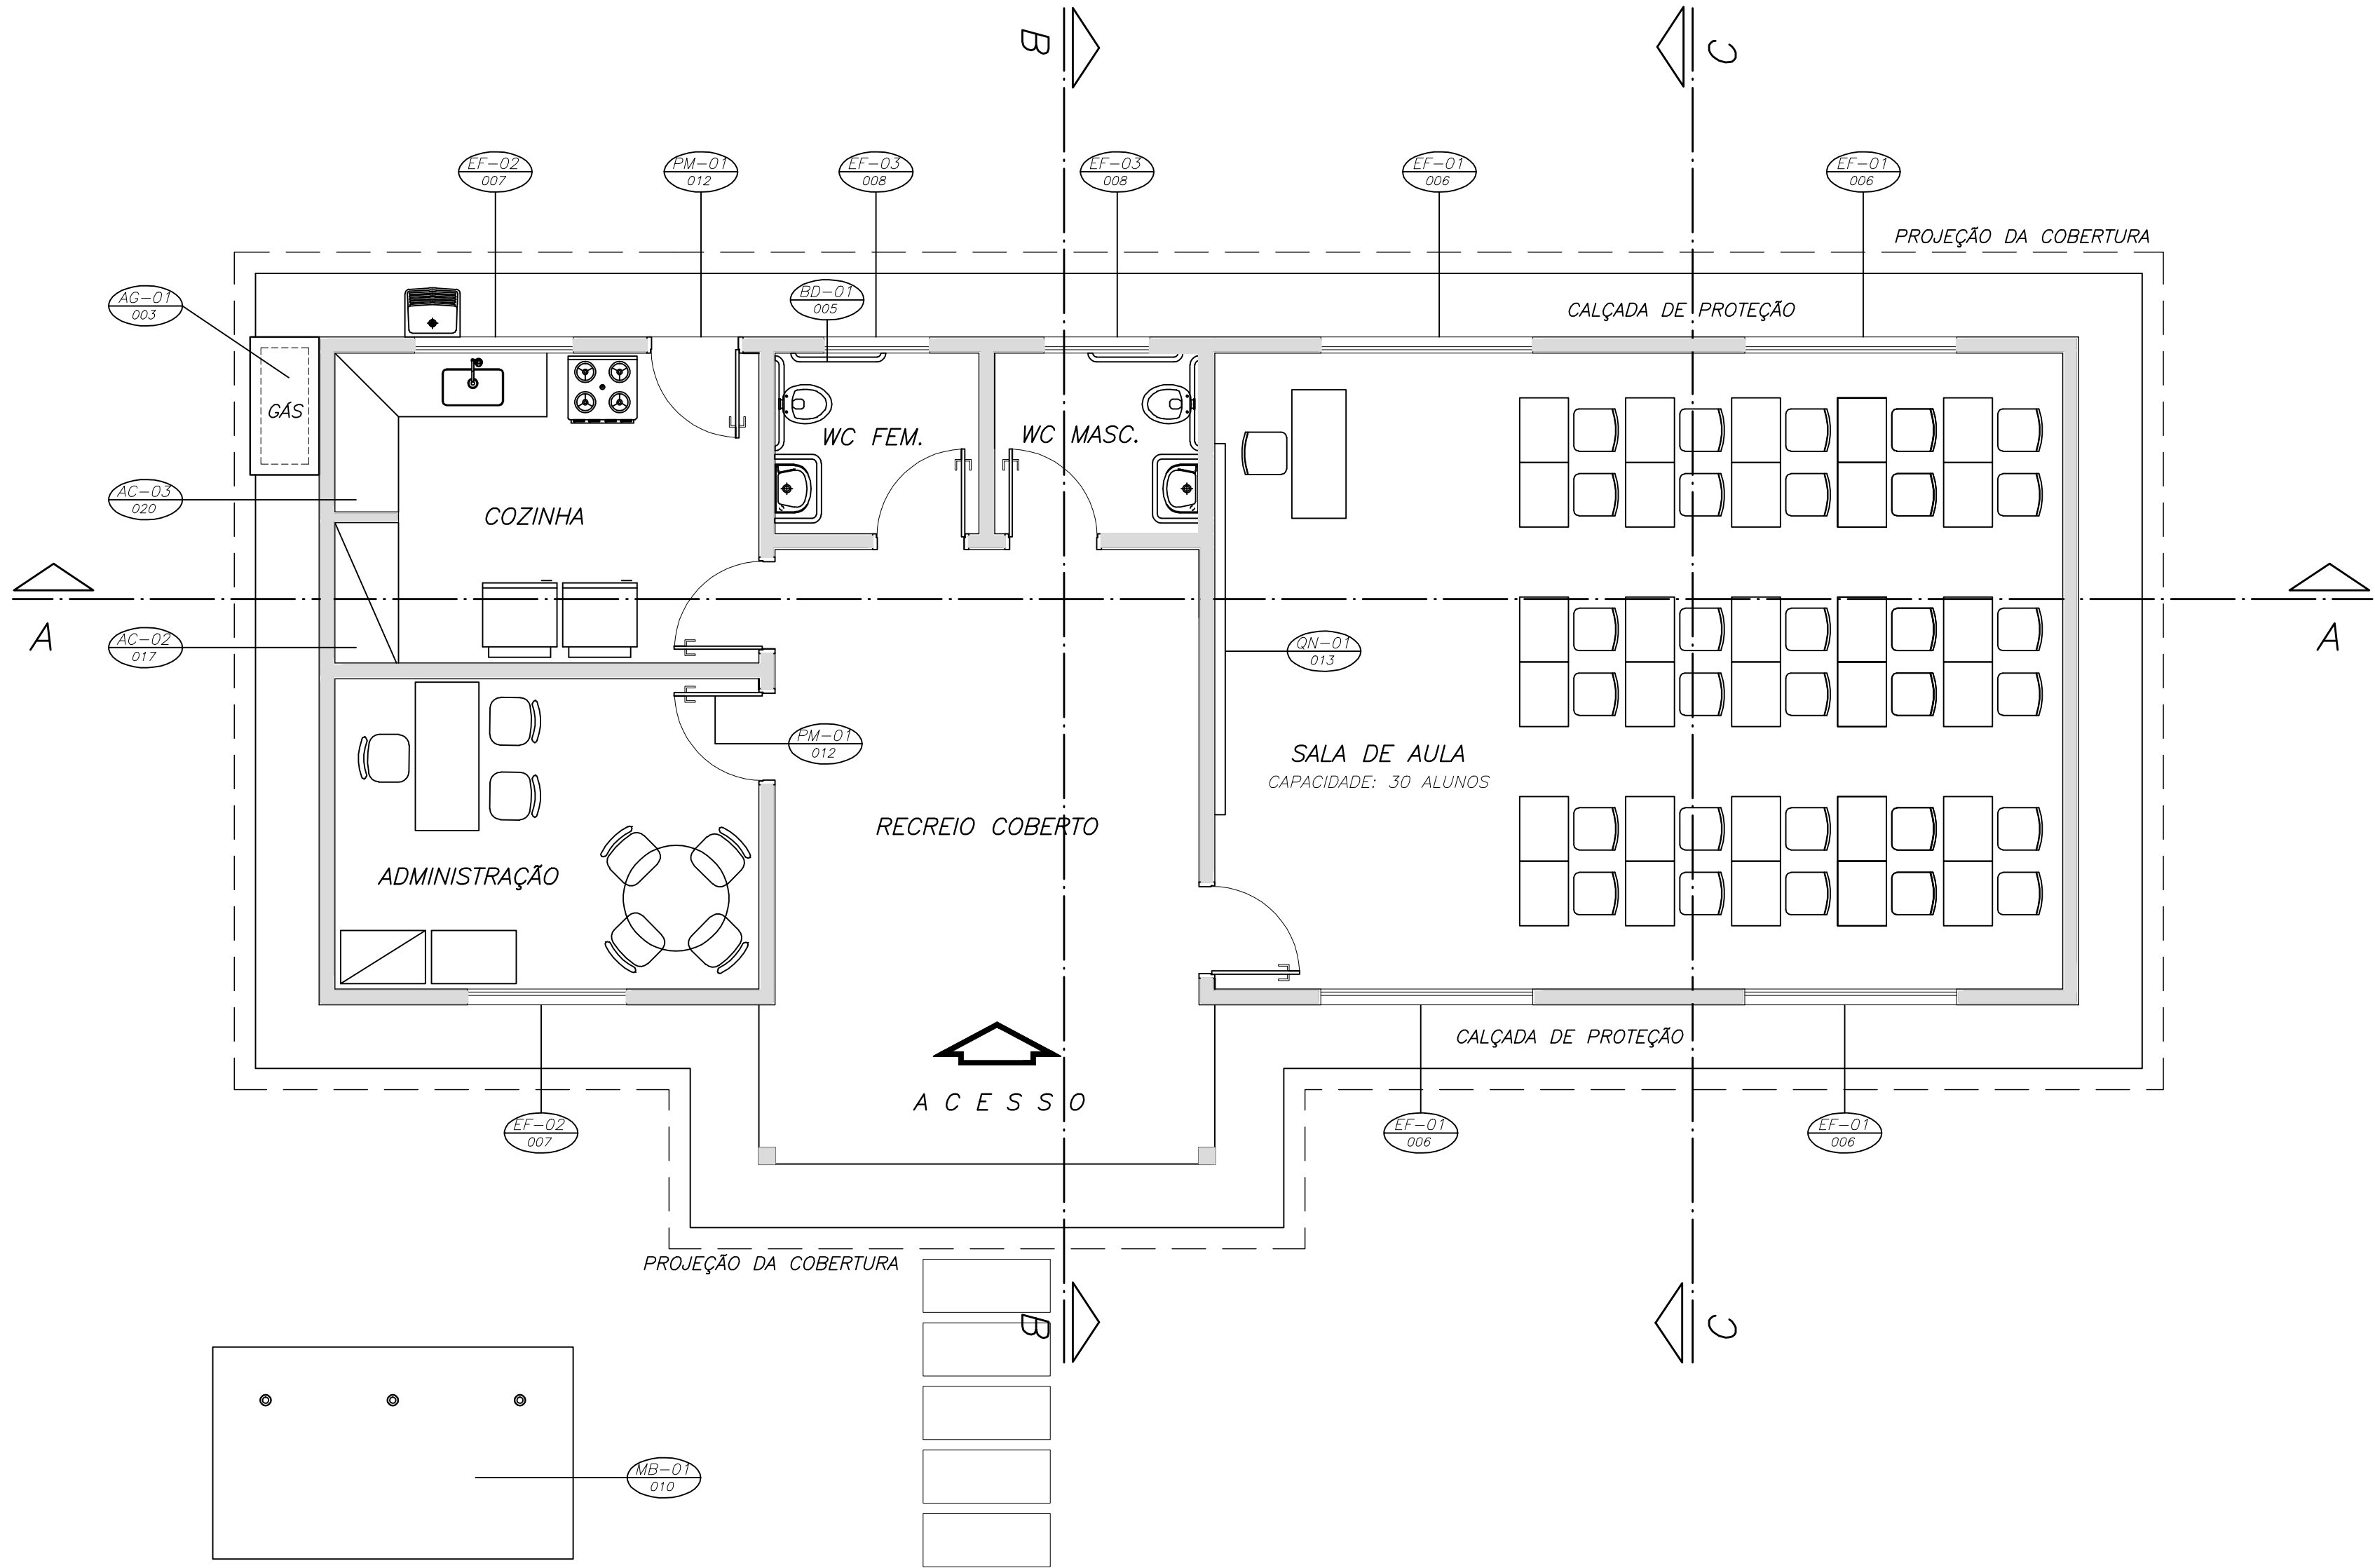 B
C
EF-02
007
PM-01
012
EF-03
008
EF-03
008
EF-01
006
EF-01
006
PROJEÇÃO DA COBERTURA
AG-01
003
BD-01
005
CALÇADA DE PROTEÇÃO
GÁS
WC FEM.
WC MASC.
AC-03
020
COZINHA
A
A
AC-02
017
QN-01
013
PM-01
012
SALA DE AULA
CAPACIDADE: 30 ALUNOS
RECREIO COBERTO
ADMINISTRAÇÃO
CALÇADA DE PROTEÇÃO
ACESSO
EF-02
007
EF-01
006
EF-01
006
PROJEÇÃO DA COBERTURA
B
C
MB-01
010